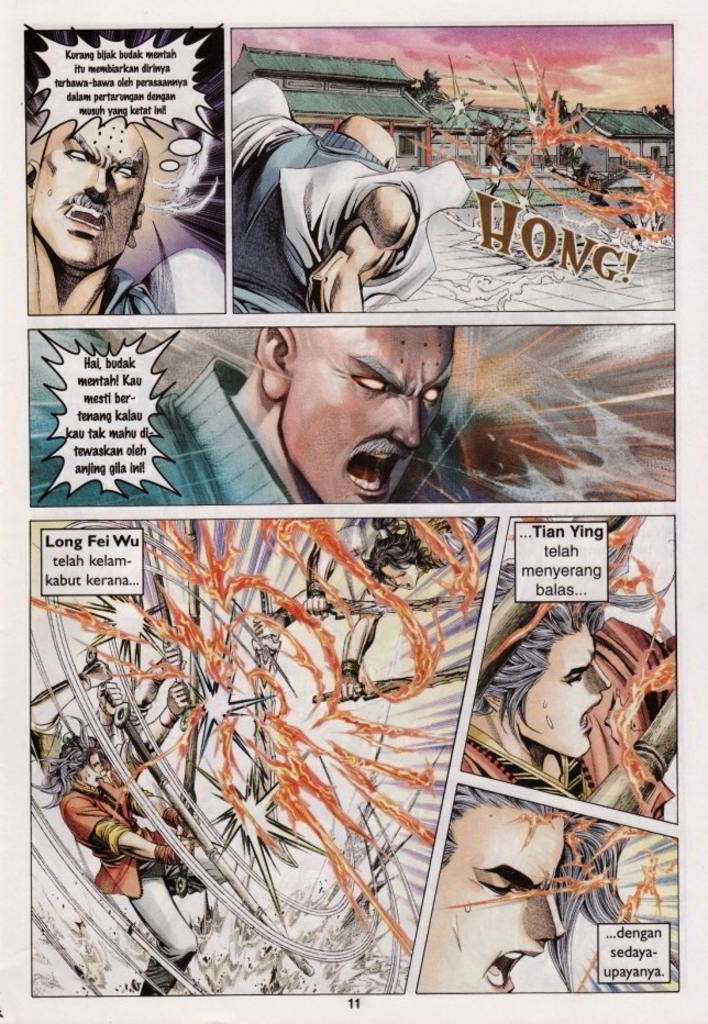 Kurang bijak budak mentah
itu membiarkan dirinya
terbawa-bawa oleh perasaannya
dalam pertarungan dengan
musuh yang ketat ini!
HONG!
Hai, budak
mentah! Kau
mesti ber-
tenang kalau
kau tak mahu di-
tewaskan oleh
anjing gila ini!
Long Fei Wu
telah kelam-
kabut kerana...
...Tian Ying
telah
menyerang
balas...
...dengan
sedaya-
upayanya.
11